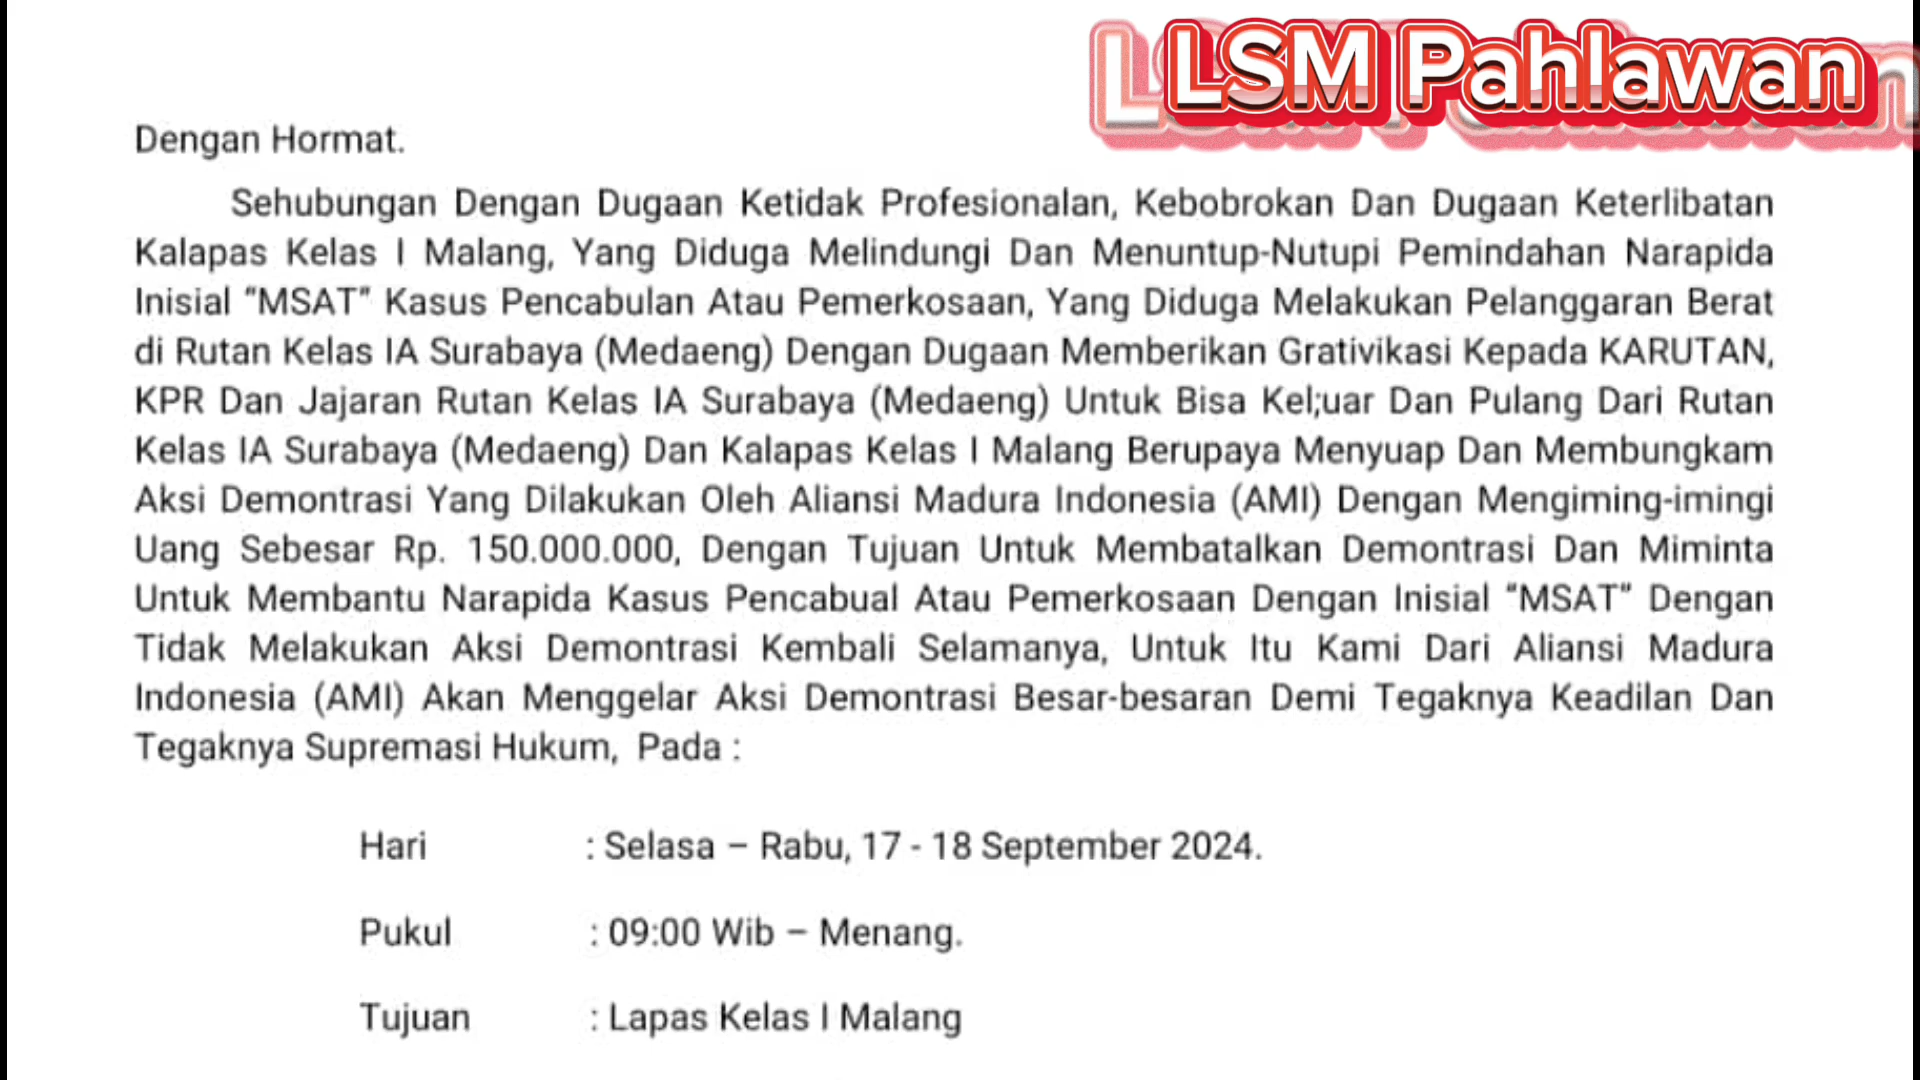 LSM Pahlawan
Dengan Hormat.
Sehubungan Dengan Dugaan Ketidak Profesionalan, Kebobrokan Dan Dugaan Keterlibatan
Kalapas Kelas I Malang, Yang Diduga Melindungi Dan Menuntup-Nutupi Pemindahan Narapida
Inisial "MSAT" Kasus Pencabulan Atau Pemerkosaan, Yang Diduga Melakukan Pelanggaran Berat
di Rutan Kelas IA Surabaya (Medaeng) Dengan Dugaan Memberikan Grativikasi Kepada KARUTAN,
KPR Dan Jajaran Rutan Kelas IA Surabaya (Medaeng) Untuk Bisa Kel;uar Dan Pulang Dari Rutan
Kelas IA Surabaya (Medaeng) Dan Kalapas Kelas I Malang Berupaya Menyuap Dan Membungkam
Aksi Demontrasi Yang Dilakukan Oleh Aliansi Madura Indonesia (AMI) Dengan Mengiming-imingi
Uang Sebesar Rp. 150.000.000, Dengan Tujuan Untuk Membatalkan Demontrasi Dan Miminta
Untuk Membantu Narapida Kasus Pencabual Atau Pemerkosaan Dengan Inisial "MSAT" Dengan
Tidak Melakukan Aksi Demontrasi Kembali Selamanya, Untuk Itu Kami Dari Aliansi Madura
Indonesia (AMI) Akan Menggelar Aksi Demontrasi Besar-besaran Demi Tegaknya Keadilan Dan
Tegaknya Supremasi Hukum, Pada :
Hari : Selasa – Rabu, 17 - 18 September 2024.
Pukul : 09:00 Wib – Menang.
Tujuan : Lapas Kelas I Malang